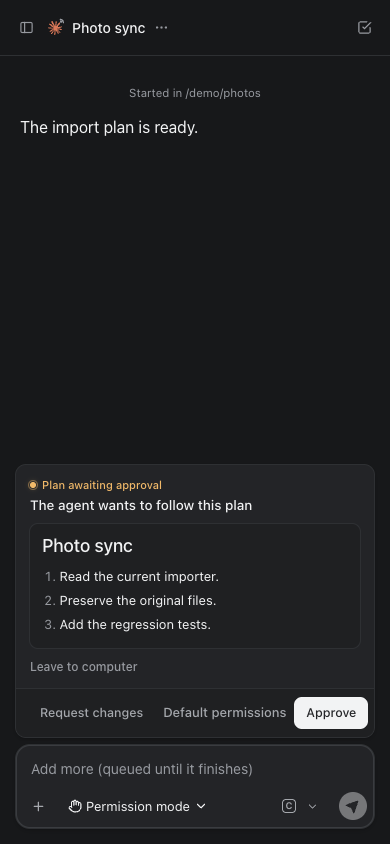 Photo sync
Started in /demo/photos
The import plan is ready.
Plan awaiting approval
The agent wants to follow this plan
Photo sync
1. Read the current importer.
2. Preserve the original files.
3. Add the regression tests.
Leave to computer
Request changes Default permissions Approve
Add more (queued until it finishes)
Permission mode C